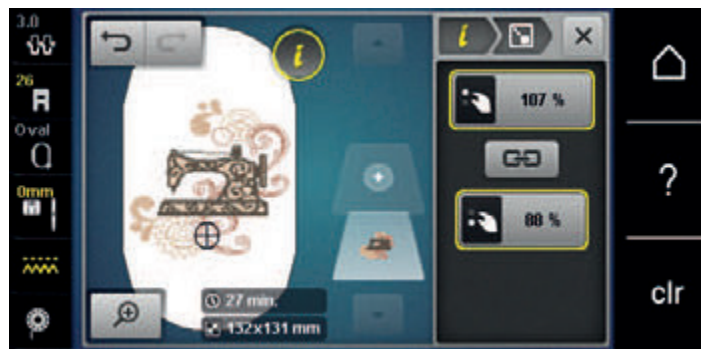 3.0
26
Oval
0mm
i
27 min.
132x131 mm
i
107 %
88 %
?
clr